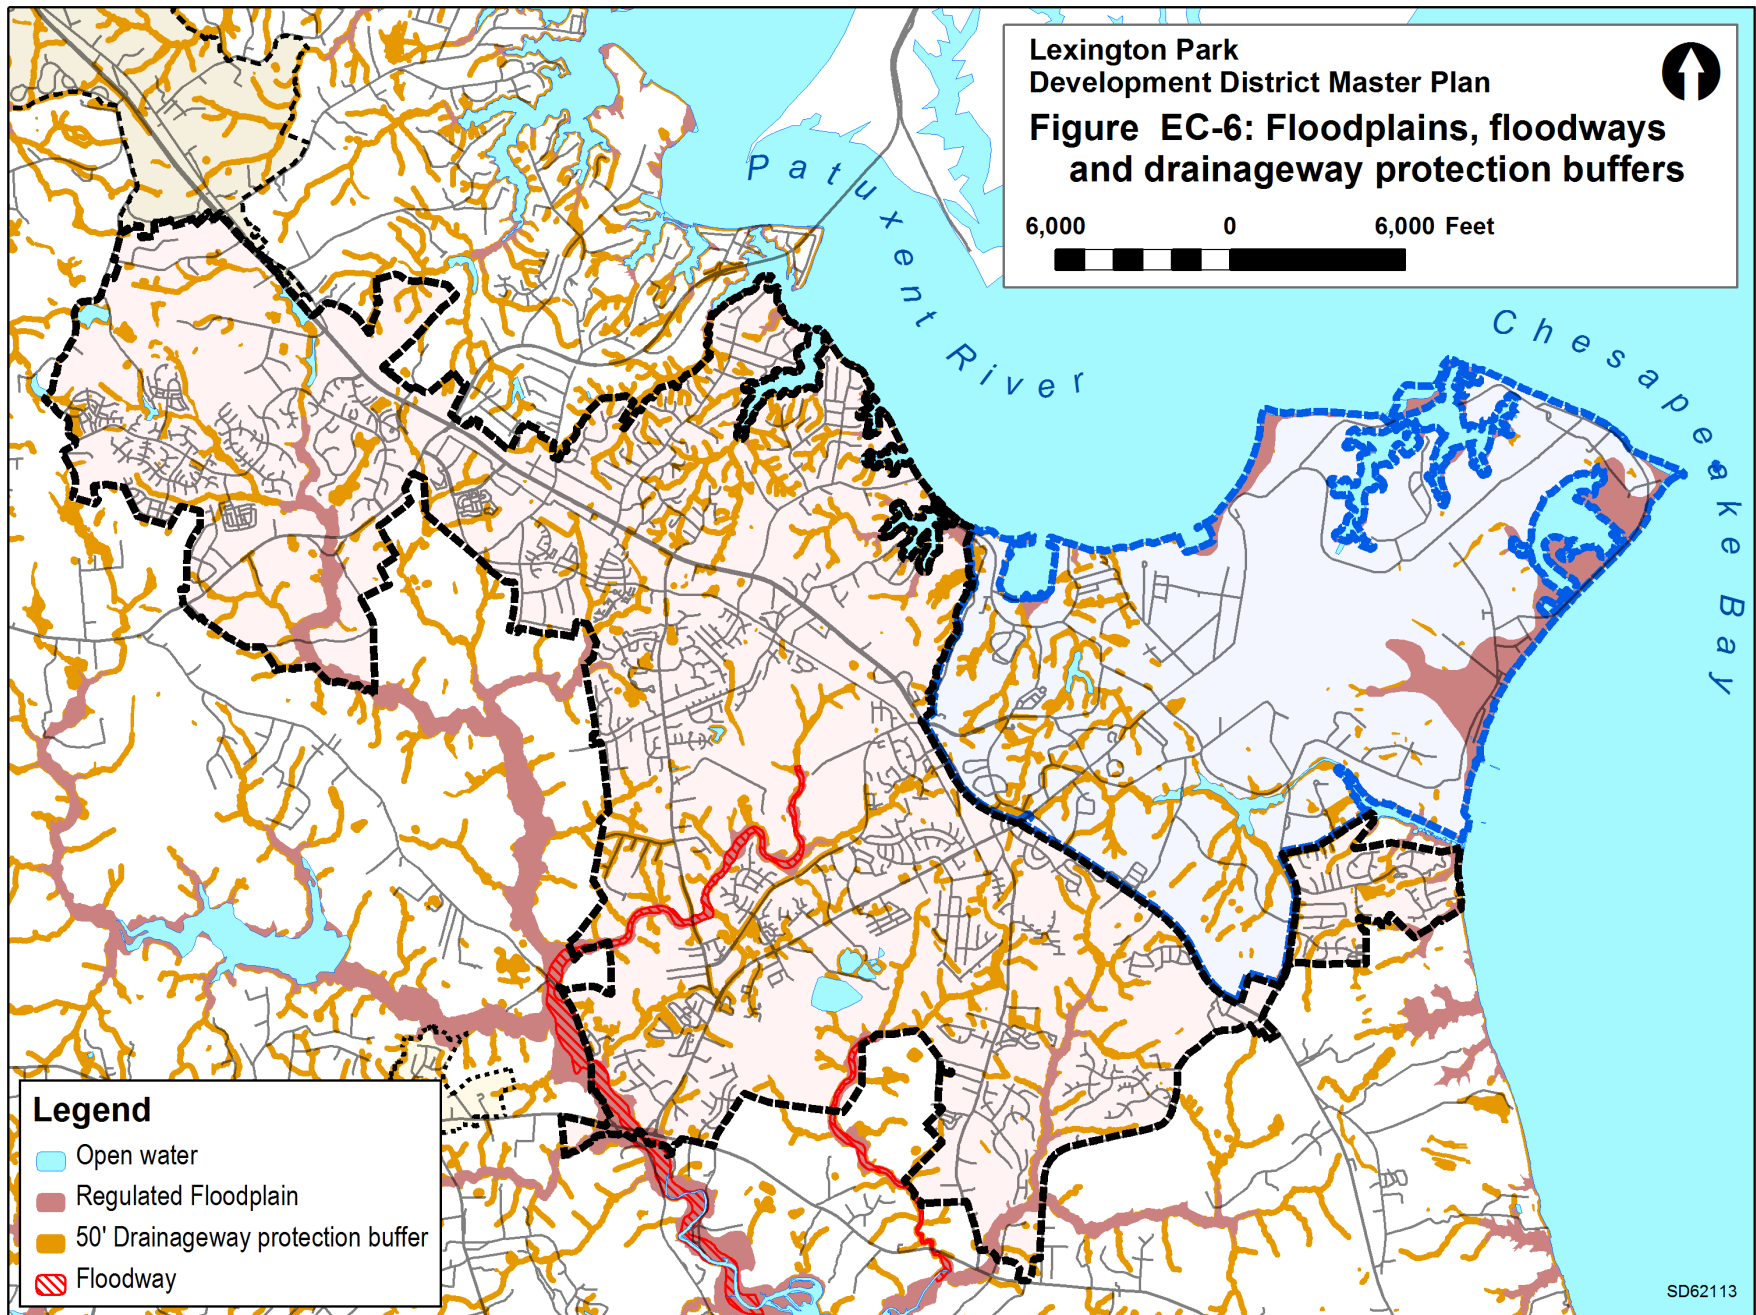 Lexington Park
Development District Master Plan
Figure EC-6: Floodplains, floodways
and drainageway protection buffers
6,000 0 6,000 Feet
Patuxent River
Chesapeake Bay
Legend
Open water
Regulated Floodplain
50' Drainageway protection buffer
Floodway
SD62113